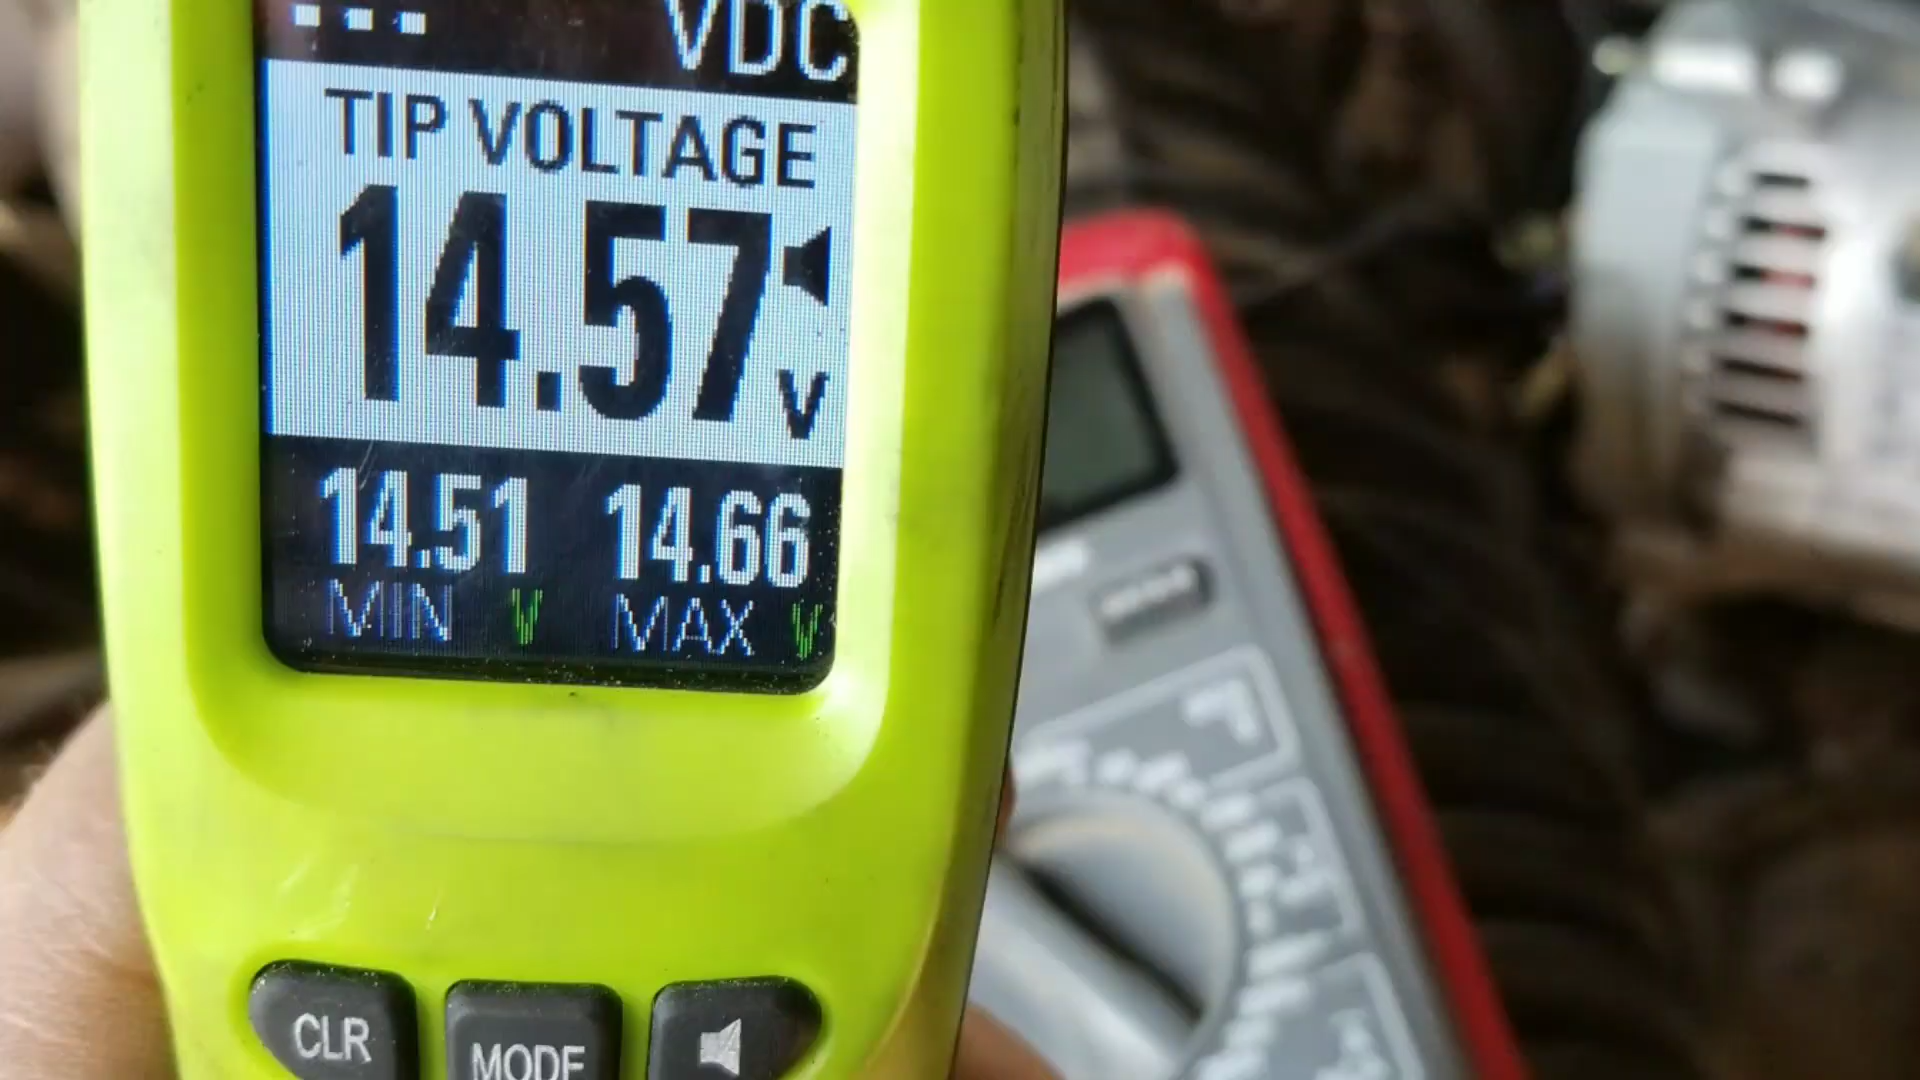 --- VDC
TIP VOLTAGE
14.57 V
14.51 14.66
MIN V MAX V
CLR MODE